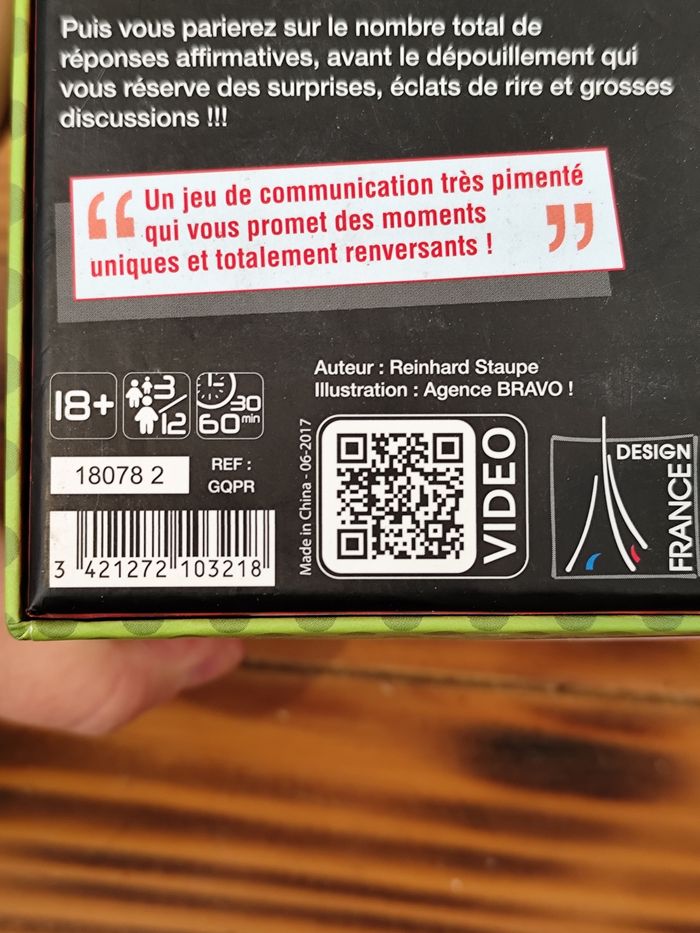 Puis vous parierez sur le nombre total de
réponses affirmatives, avant le dépouillement qui
vous réserve des surprises, éclats de rire et grosses
discussions !!!
“ Un jeu de communication très pimenté
qui vous promet des moments ”
uniques et totalement renversants !
18+
3/12
30
60 min
Auteur : Reinhard Staupe
Illustration : Agence BRAVO !
18078 2
REF :
GQPR
3 421272 103218
Made in China - 06-2017
VIDEO
DESIGN
FRANCE